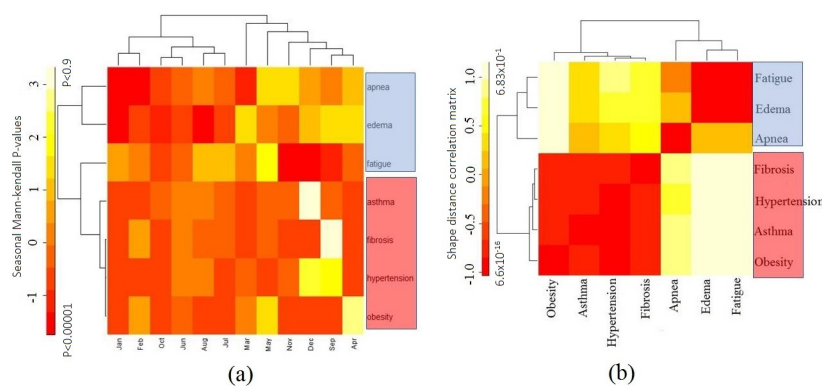 Seasonal Mann-kendall P-values
P<0.00001
P<0.9
-1
0
1
2
3
apnea
edema
fatigue
asthma
fibrosis
hypertension
obesity
Jan
Feb
Oct
Jun
Aug
Jul
Mar
May
Nov
Dec
Sep
Apr
(a)
Shape distance correlation matrix
6.6x10-16
6.83x10-1
-1.0
-0.5
0.0
0.5
1.0
Fatigue
Edema
Apnea
Fibrosis
Hypertension
Asthma
Obesity
Obesity
Asthma
Hypertension
Fibrosis
Apnea
Edema
Fatigue
(b)